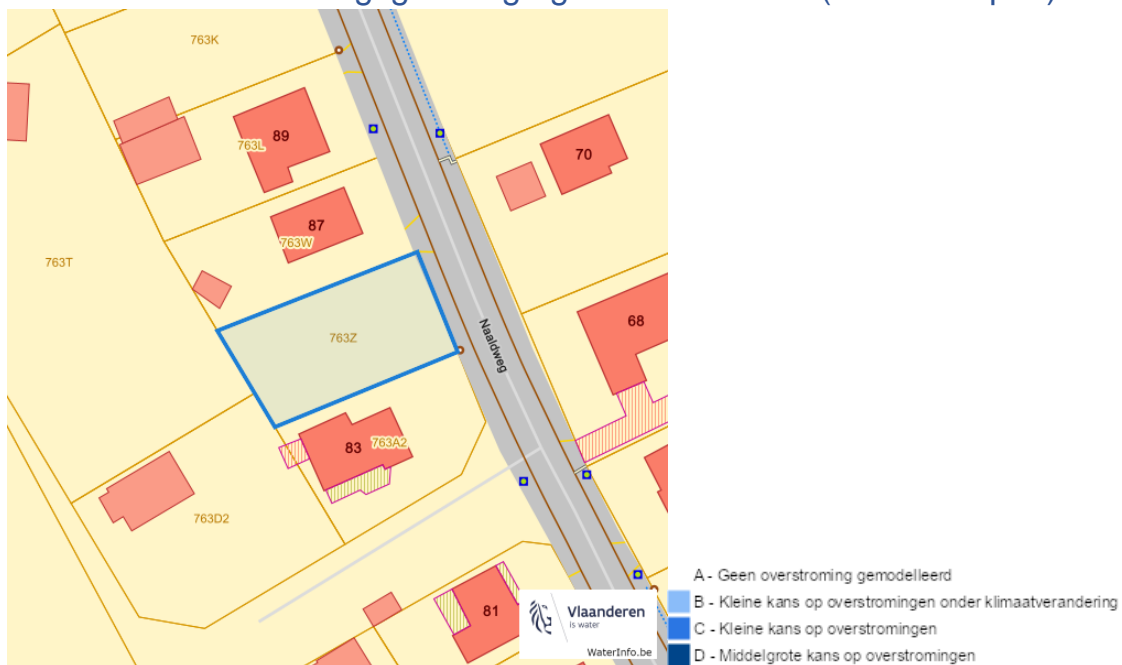 763K
89
763L
70
87
763W
763T
68
763Z
Naaldweg
83
763A2
763D2
81
Vlaanderen
is water
WaterInfo.be
A - Geen overstroming gemodelleerd
B - Kleine kans op overstromingen onder klimaatverandering
C - Kleine kans op overstromingen
D - Middelgrote kans op overstromingen